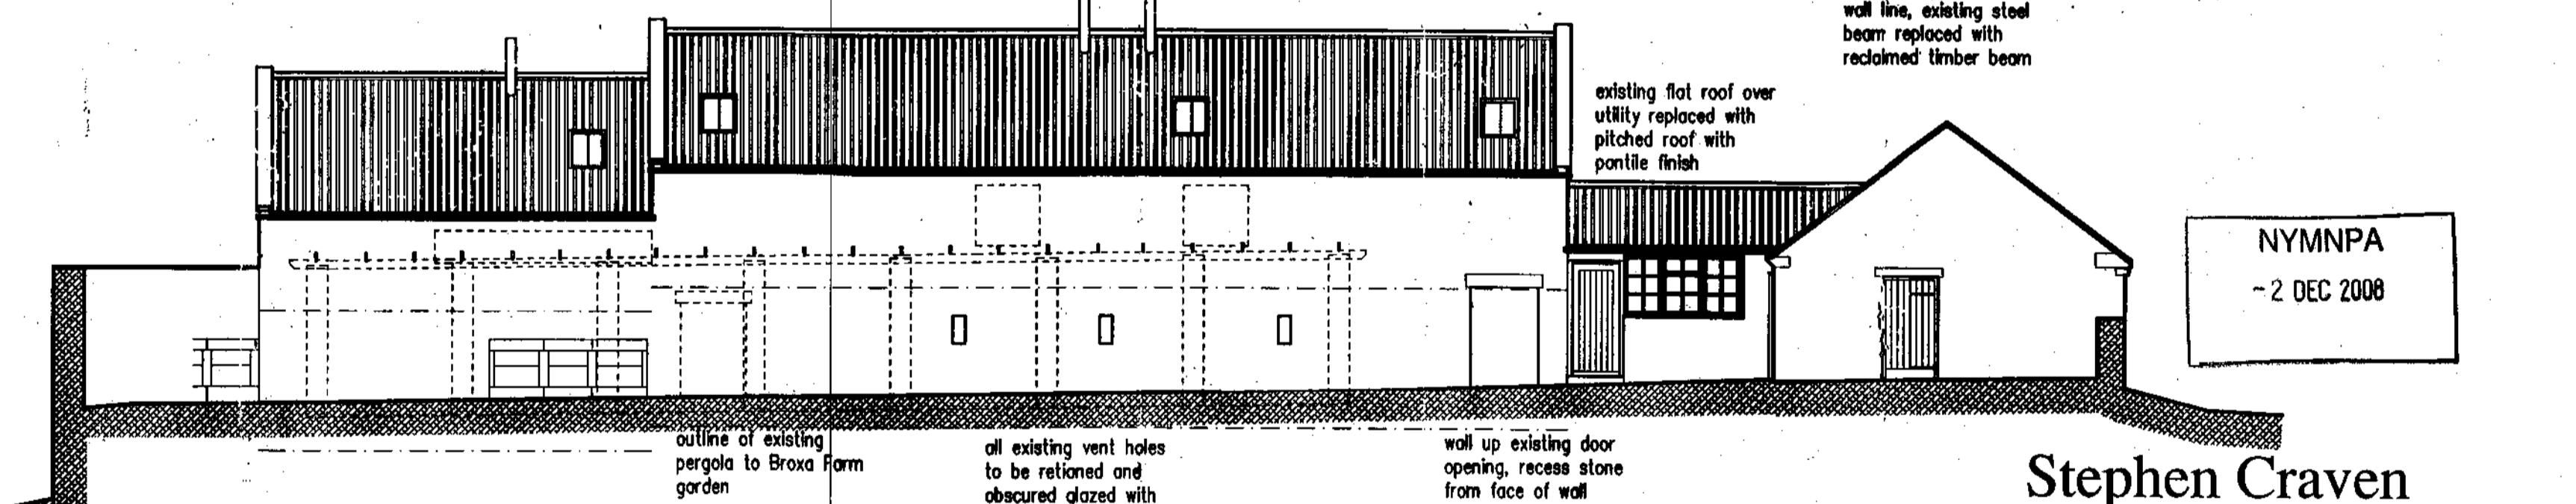 wall line, existing steel
beam replaced with
reclaimed timber beam
existing flat roof over
utility replaced with
pitched roof with
pantile finish
NYMNPA
-2 DEC 2008
outline of existing
pergola to Broxa Farm
garden
all existing vent holes
to be retioned and
obscured glazed with
wall up existing door
opening, recess stone
from face of wall
Stephen Craven